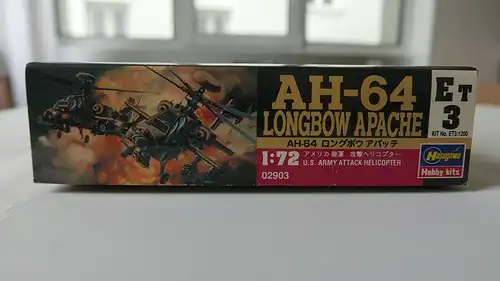 AH-64
LONGBOW APACHE
AH-64 ロングボウ アパッチ
1:72 アメリカ陸軍 攻撃ヘリコプター
U.S. ARMY ATTACK HELICOPTER
02903
ET
3
KIT No. ET3:1200
Hasegawa
Hobby kits